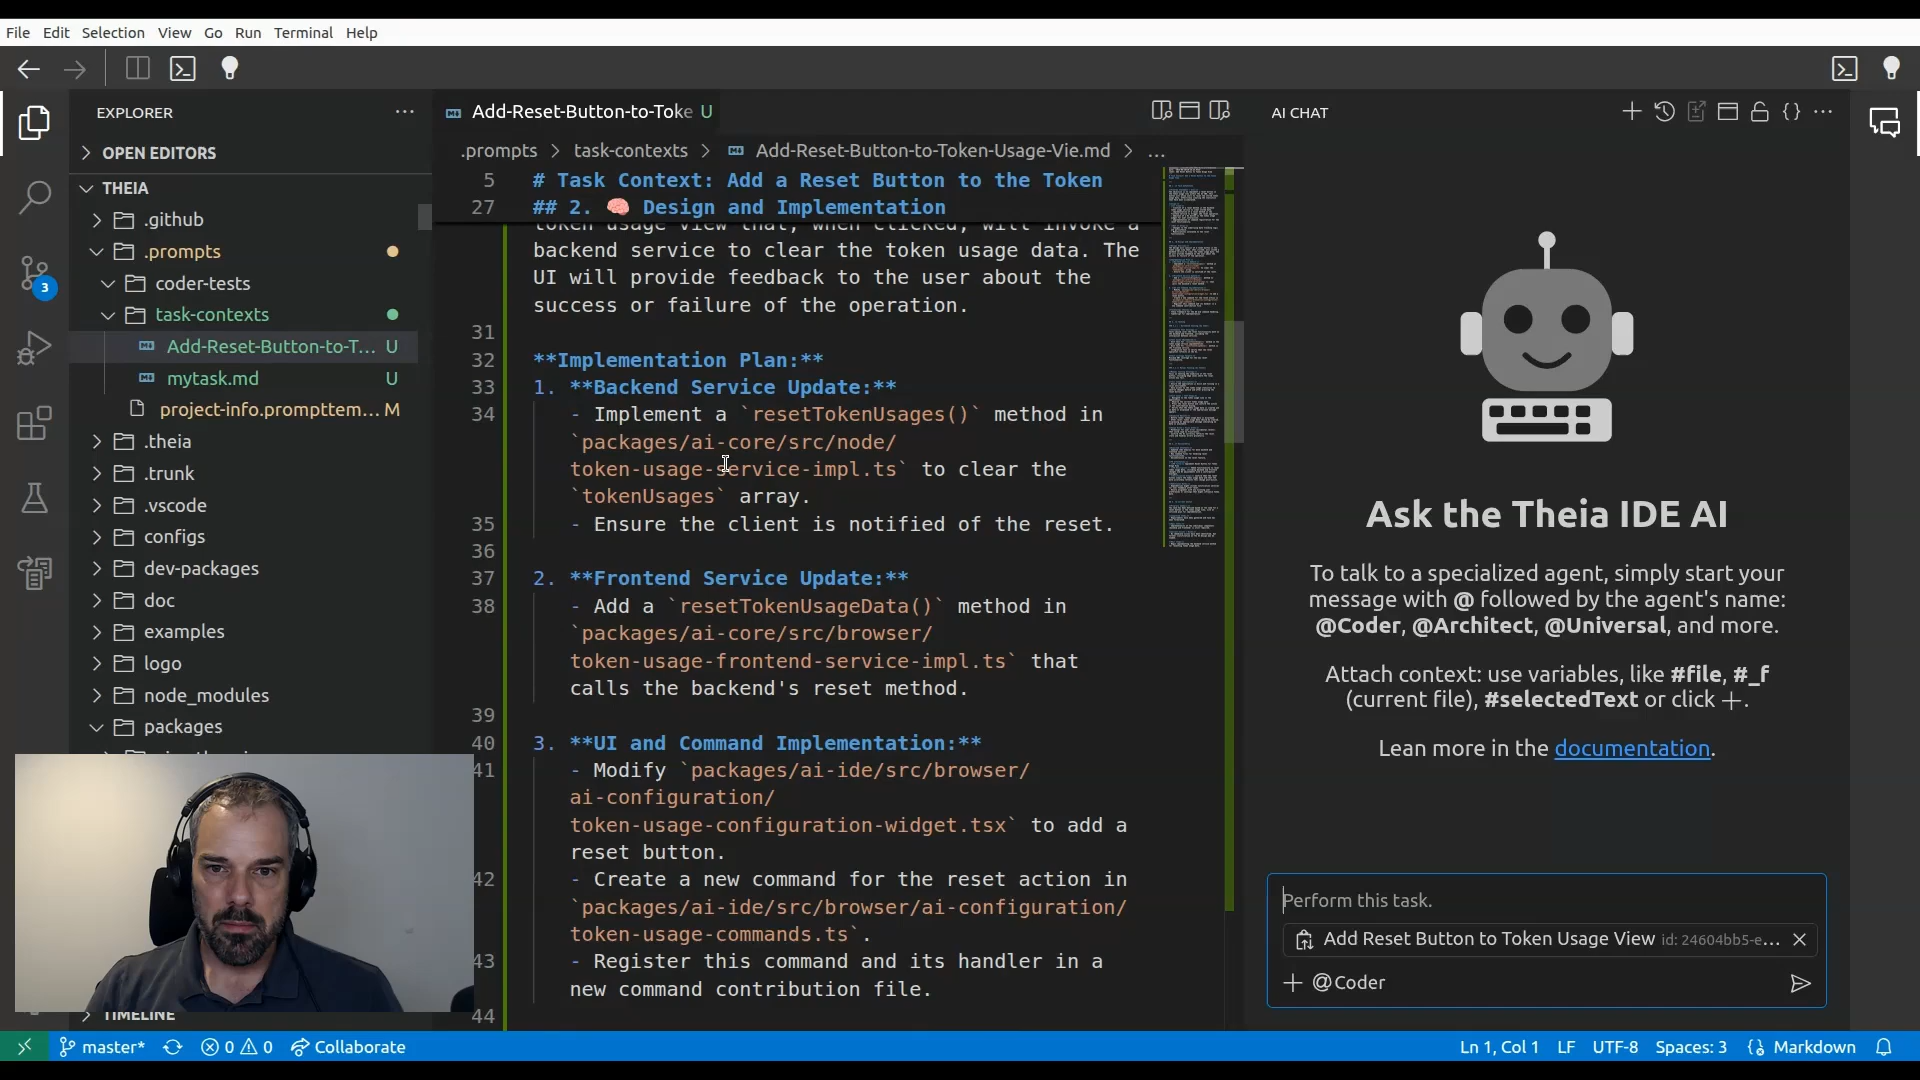 File Edit Selection View Go Run Terminal Help
EXPLORER
OPEN EDITORS
THEIA
.github
.prompts
coder-tests
task-contexts
Add-Reset-Button-to-T... U
mytask.md U
project-info.prompttem... M
.theia
.trunk
.vscode
configs
dev-packages
doc
examples
logo
node_modules
packages
TIMELINE
3
Add-Reset-Button-to-Toke U
.prompts > task-contexts > Add-Reset-Button-to-Token-Usage-Vie.md > ...
5 # Task Context: Add a Reset Button to the Token
27 ## 2. 🧠 Design and Implementation
token usage view that, when clicked, will invoke a
backend service to clear the token usage data. The
UI will provide feedback to the user about the
success or failure of the operation.
31
32 **Implementation Plan:**
33 1. **Backend Service Update:**
34 - Implement a `resetTokenUsages()` method in
`packages/ai-core/src/node/
token-usage-service-impl.ts` to clear the
`tokenUsages` array.
35 - Ensure the client is notified of the reset.
36
37 2. **Frontend Service Update:**
38 - Add a `resetTokenUsageData()` method in
`packages/ai-core/src/browser/
token-usage-frontend-service-impl.ts` that
calls the backend's reset method.
39
40 3. **UI and Command Implementation:**
41 - Modify `packages/ai-ide/src/browser/
ai-configuration/
token-usage-configuration-widget.tsx` to add a
reset button.
42 - Create a new command for the reset action in
`packages/ai-ide/src/browser/ai-configuration/
token-usage-commands.ts`.
43 - Register this command and its handler in a
new command contribution file.
44
AI CHAT
Ask the Theia IDE AI
To talk to a specialized agent, simply start your
message with @ followed by the agent's name:
@Coder, @Architect, @Universal, and more.
Attach context: use variables, like #file, #_f
(current file), #selectedText or click +.
Lean more in the documentation.
Perform this task.
Add Reset Button to Token Usage View id: 24604bb5-e...
@Coder
master* 0 0 Collaborate
Ln 1, Col 1 LF UTF-8 Spaces: 3 Markdown